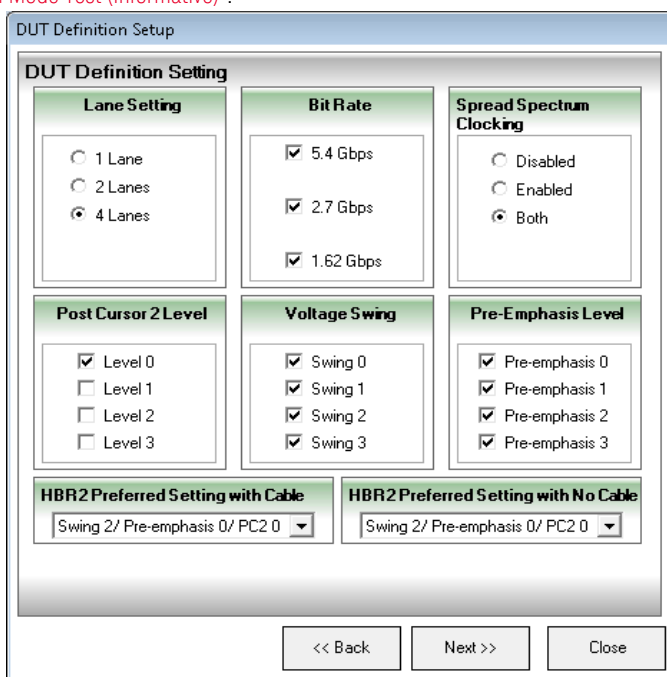 Mode Test (Informative)".
DUT Definition Setup
DUT Definition Setting
Lane Setting
1 Lane
2 Lanes
4 Lanes
Bit Rate
5.4 Gbps
2.7 Gbps
1.62 Gbps
Spread Spectrum
Clocking
Disabled
Enabled
Both
Post Cursor 2 Level
Level 0
Level 1
Level 2
Level 3
Voltage Swing
Swing 0
Swing 1
Swing 2
Swing 3
Pre-Emphasis Level
Pre-emphasis 0
Pre-emphasis 1
Pre-emphasis 2
Pre-emphasis 3
HBR2 Preferred Setting with Cable
Swing 2/ Pre-emphasis 0/ PC2 0
HBR2 Preferred Setting with No Cable
Swing 2/ Pre-emphasis 0/ PC2 0
<< Back
Next >>
Close